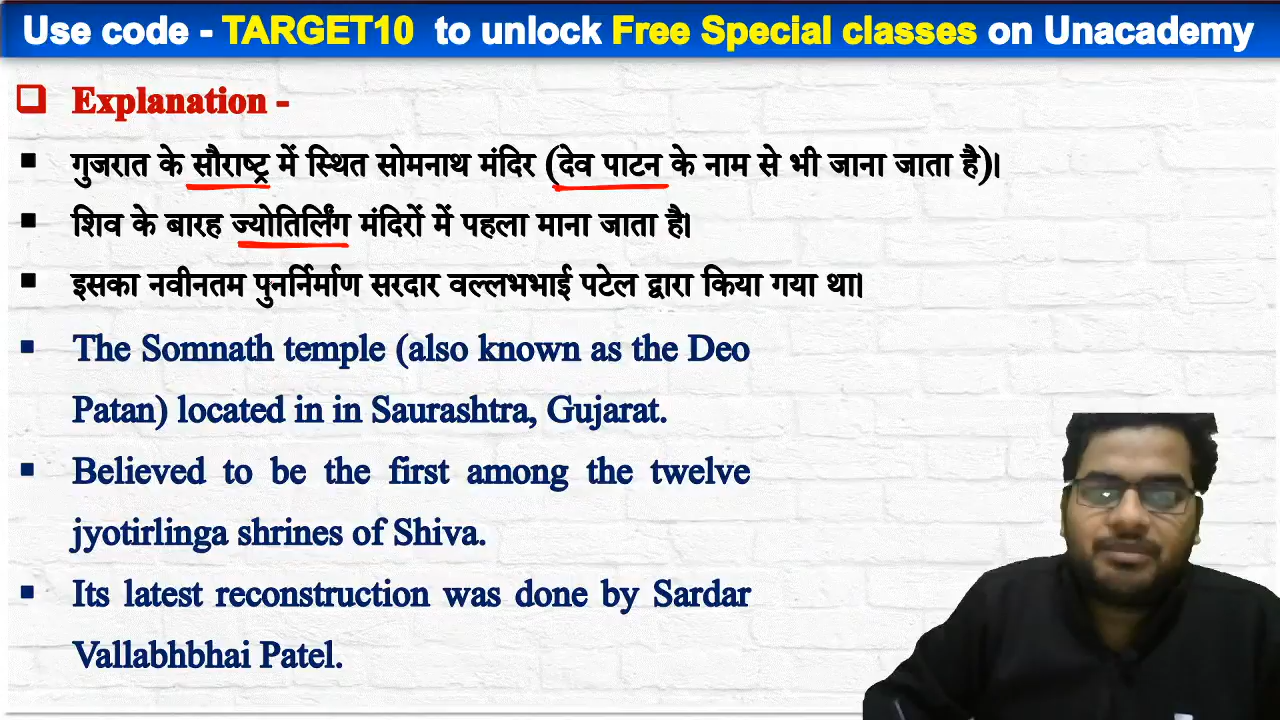 Use code - TARGET10 to unlock Free Special classes on Unacademy
Explanation -
गुजरात के सौराष्ट्र में स्थित सोमनाथ मंदिर (देव पाटन के नाम से भी जाना जाता है)।
शिव के बारह ज्योतिर्लिंग मंदिरों में पहला माना जाता है।
इसका नवीनतम पुनर्निर्माण सरदार वल्लभभाई पटेल द्वारा किया गया था।
The Somnath temple (also known as the Deo
Patan) located in in Saurashtra, Gujarat.
Believed to be the first among the twelve
jyotirlinga shrines of Shiva.
Its latest reconstruction was done by Sardar
Vallabhbhai Patel.